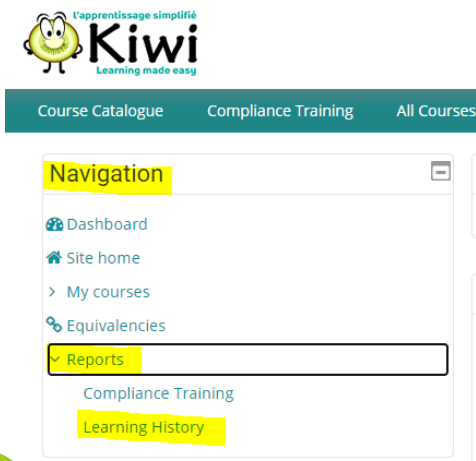 L'apprentissage simplifié
Kiwi
Learning made easy
Course Catalogue Compliance Training All Courses
Navigation
Dashboard
Site home
My courses
Equivalencies
Reports
Compliance Training
Learning History